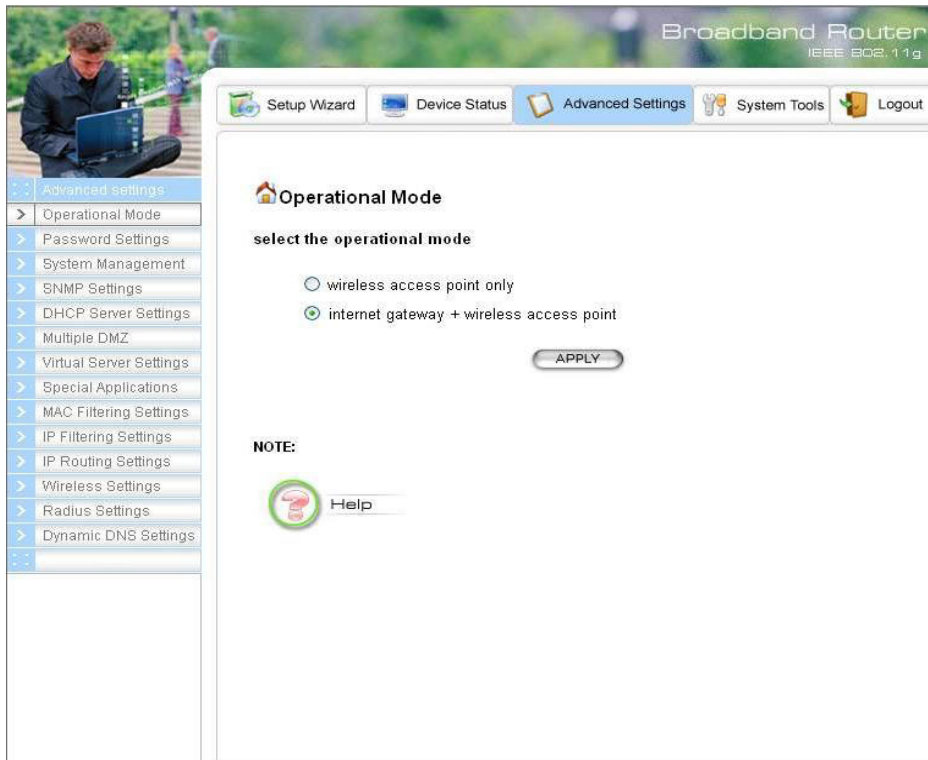 Broadband Router
IEEE 802.11g
Setup Wizard
Device Status
Advanced Settings
System Tools
Logout
Advanced settings
Operational Mode
Password Settings
System Management
SNMP Settings
DHCP Server Settings
Multiple DMZ
Virtual Server Settings
Special Applications
MAC Filtering Settings
IP Filtering Settings
IP Routing Settings
Wireless Settings
Radius Settings
Dynamic DNS Settings
Operational Mode
select the operational mode
wireless access point only
internet gateway + wireless access point
APPLY
NOTE:
Help